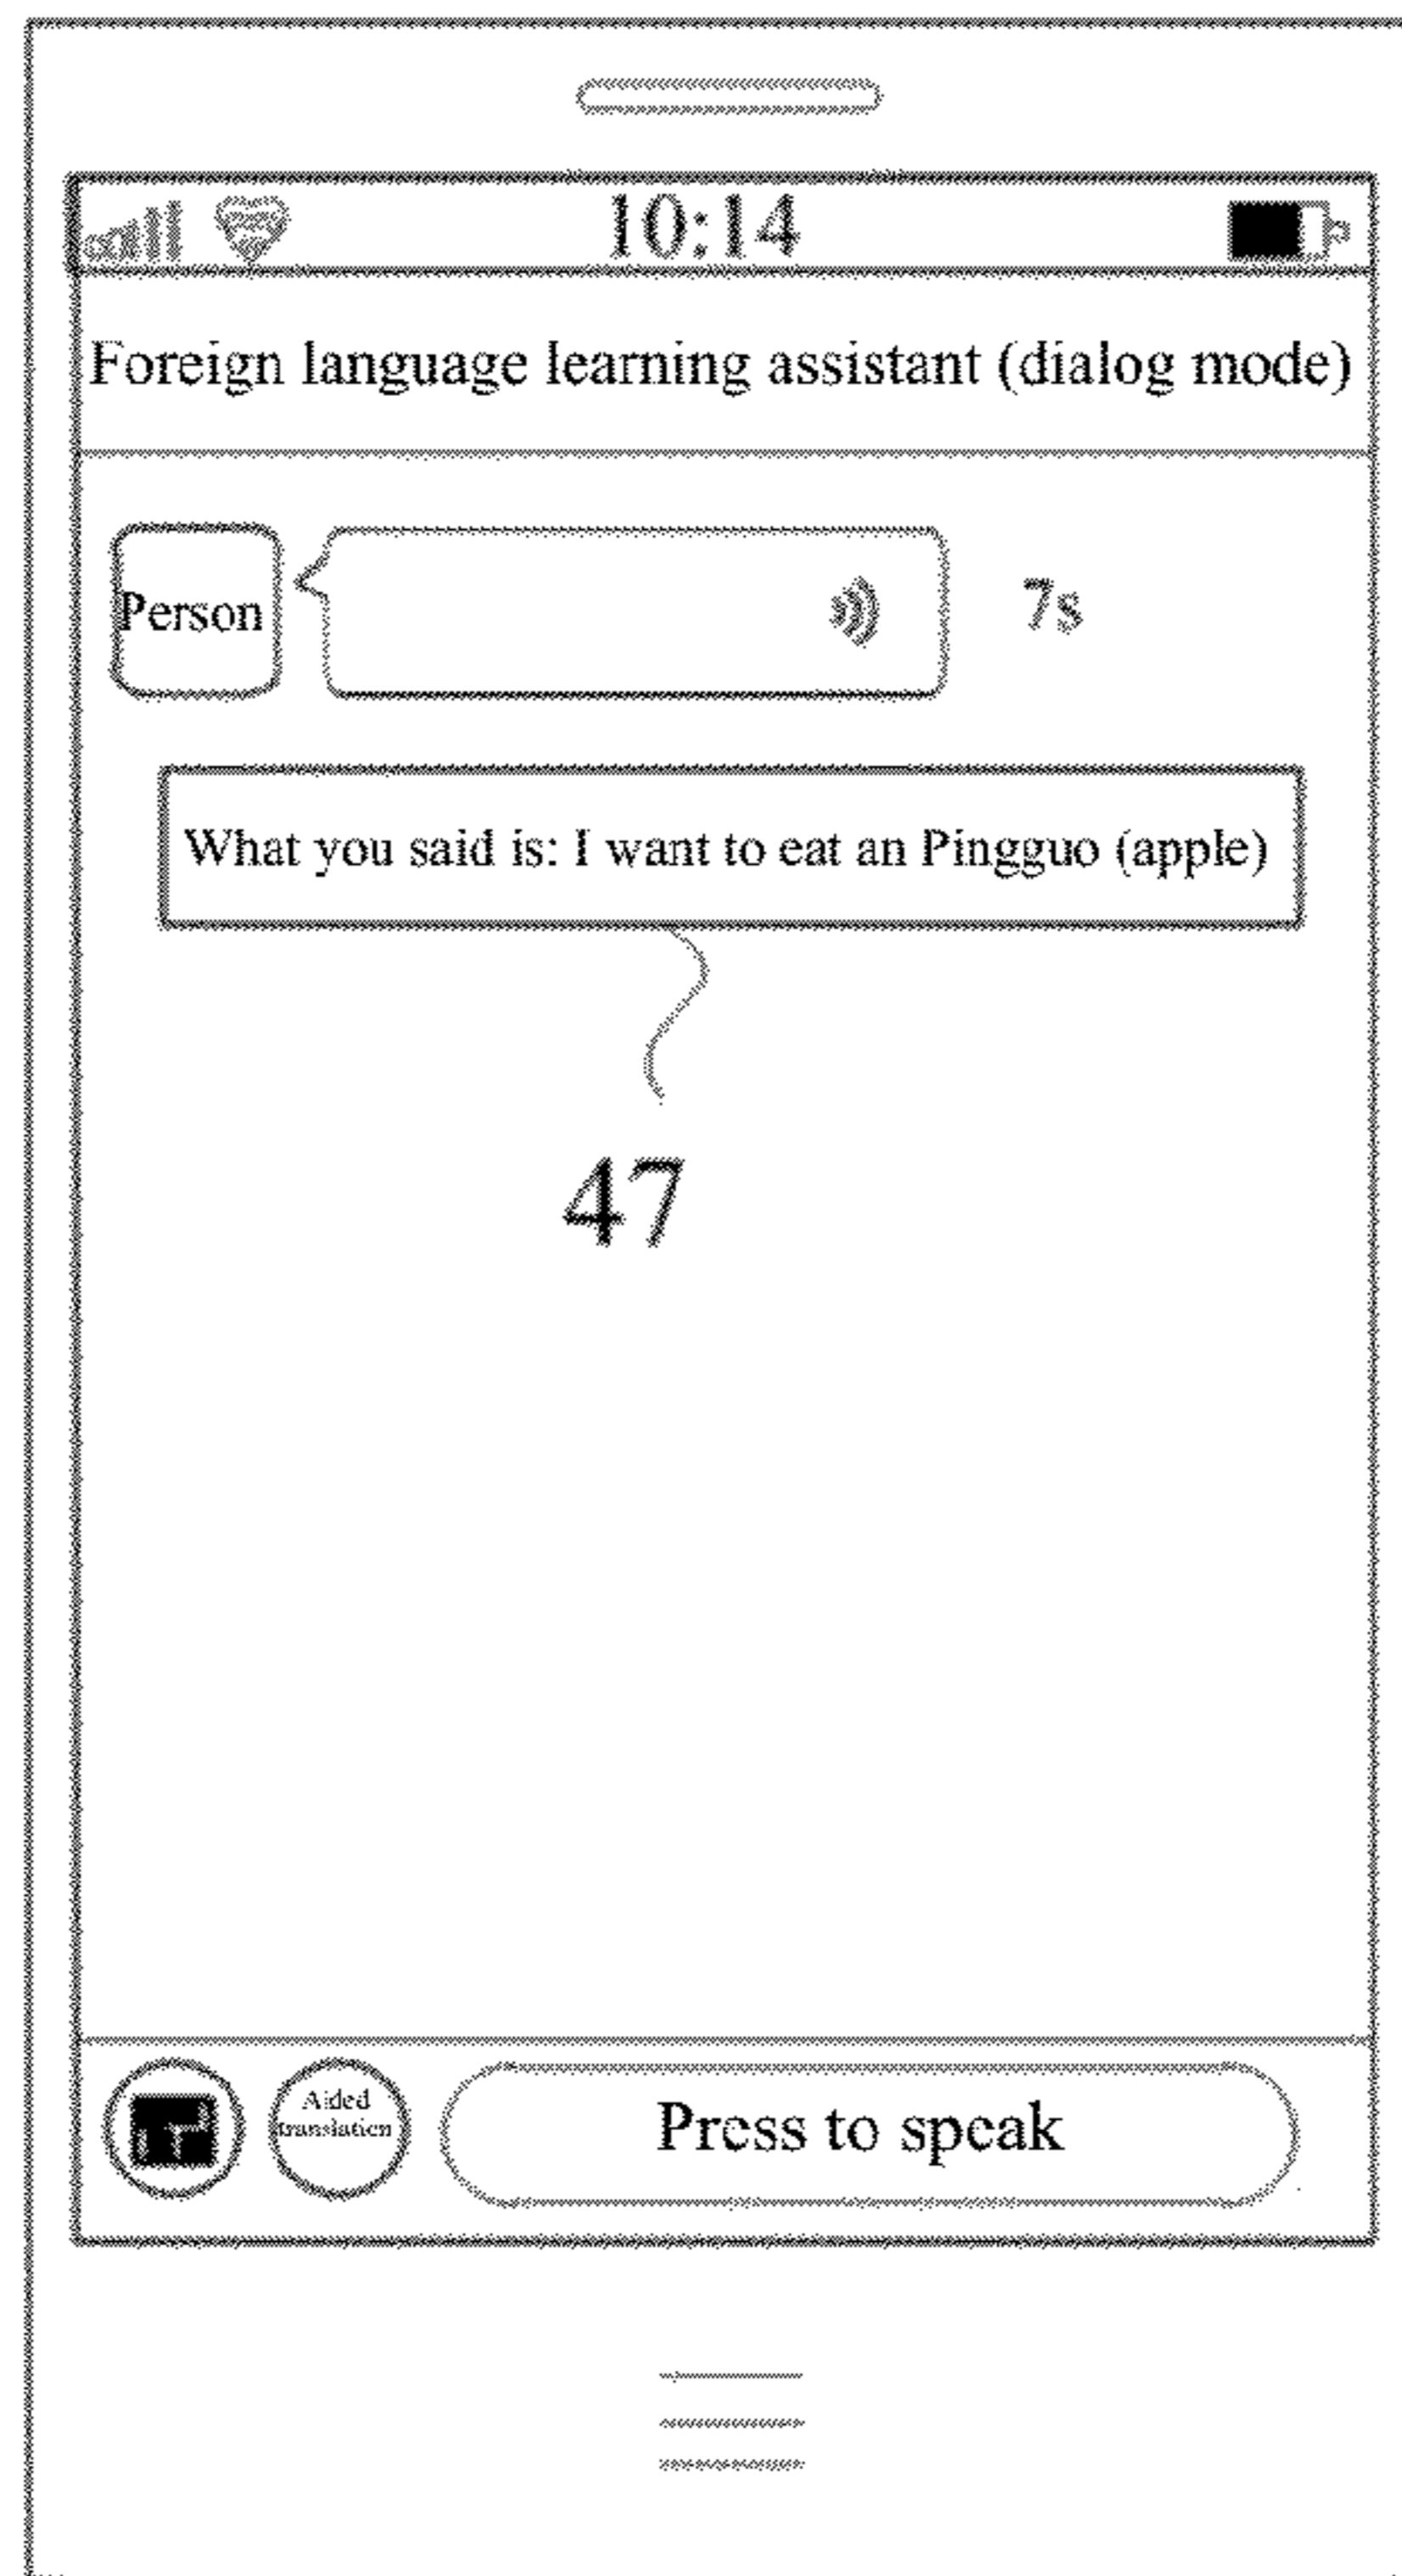 10:14
Foreign language learning assistant (dialog mode)
Person
7s
What you said is: I want to eat an Pingguo (apple)
47
Aided
translation
Press to speak